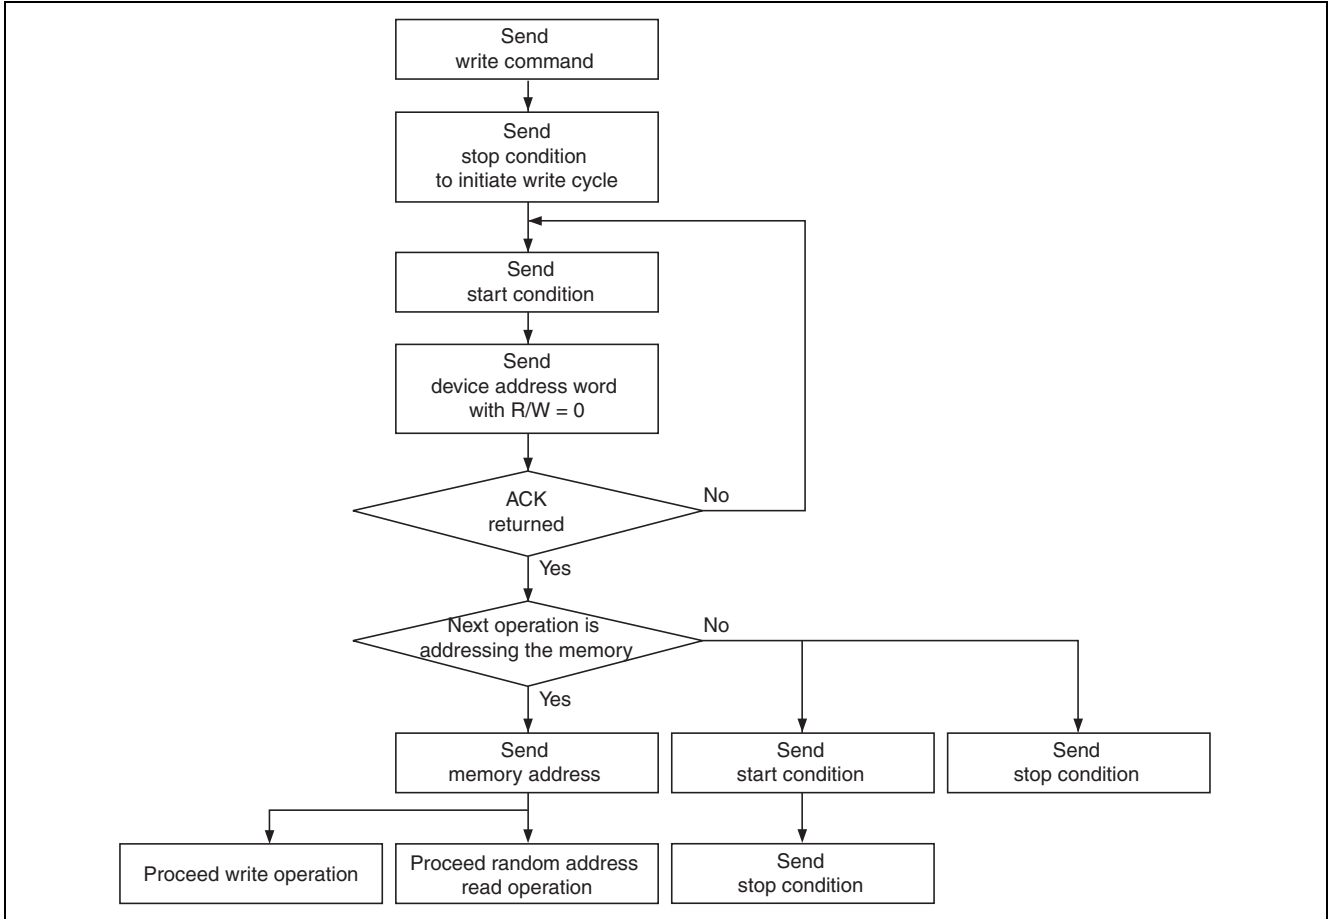 Send
write command
Send
stop condition
to initiate write cycle
Send
start condition
Send
device address word
with R/W = 0
ACK
returned
No
Yes
Next operation is
addressing the memory
No
Yes
Send
memory address
Send
start condition
Send
stop condition
Proceed write operation
Proceed random address
read operation
Send
stop condition